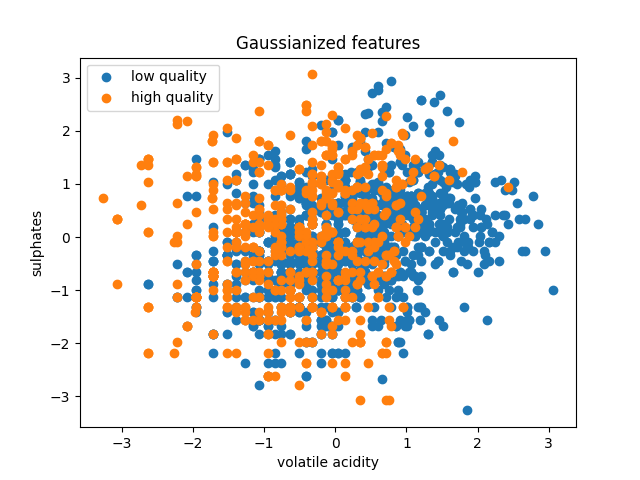 Gaussianized features
low quality
high quality
3
2
1
0
−1
−2
−3
sulphates
−3 −2 −1 0 1 2 3
volatile acidity